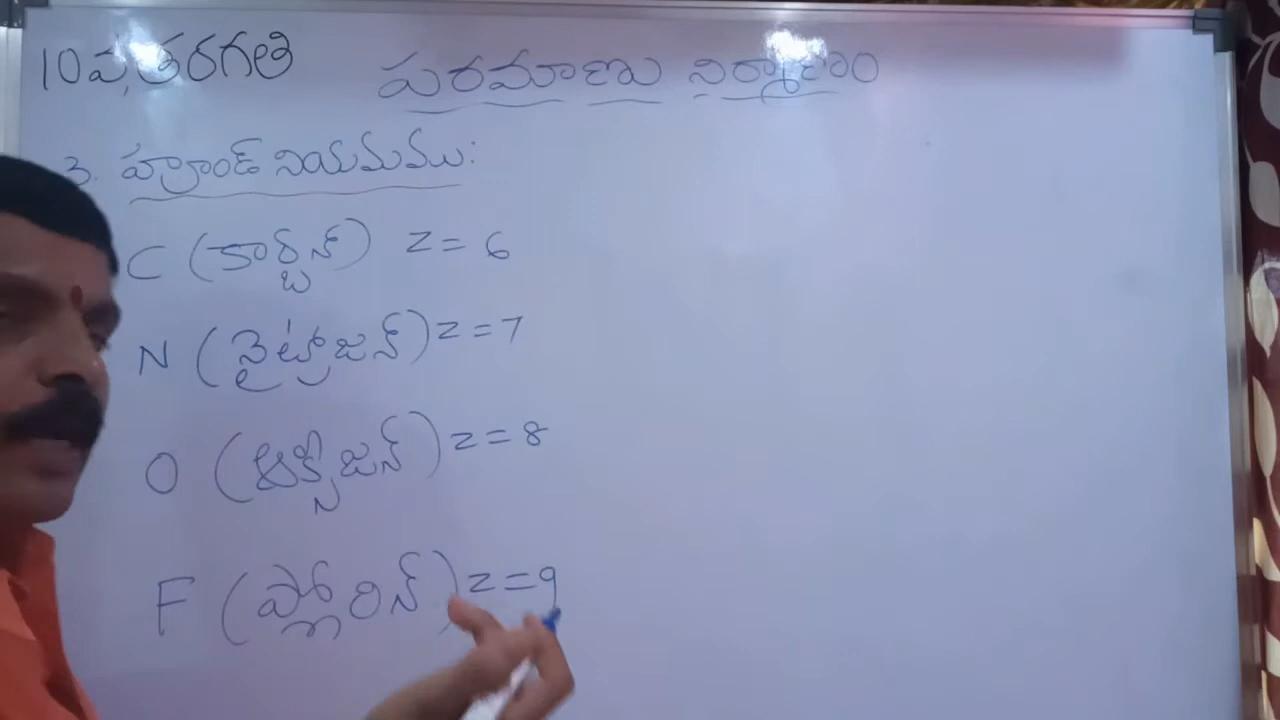 10వ తరగతి పరమాణు నిర్మాణం
3. హూండ్ నియమము:
C (కార్బన్) Z = 6
N (నైట్రోజన్) Z = 7
O (ఆక్సిజన్) Z = 8
F (ఫ్లోరిన్) Z = 9